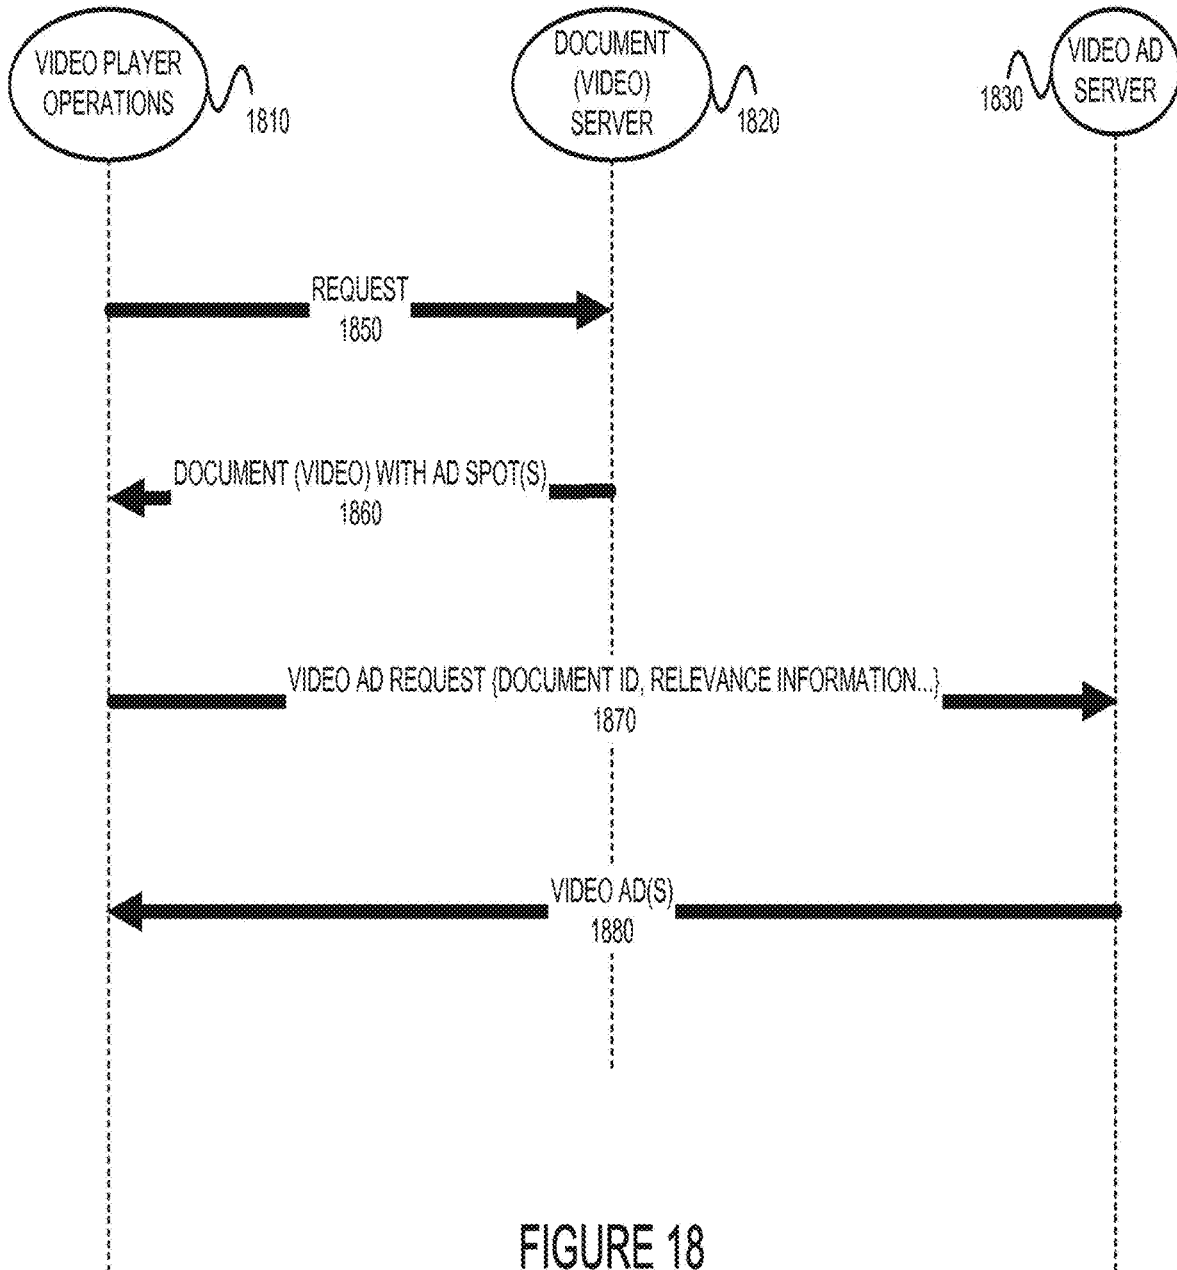 VIDEO PLAYER
OPERATIONS
1810
DOCUMENT
(VIDEO)
SERVER
1820
1830
VIDEO AD
SERVER
REQUEST
1850
DOCUMENT (VIDEO) WITH AD SPOT(S)
1860
VIDEO AD REQUEST {DOCUMENT ID, RELEVANCE INFORMATION...}
1870
VIDEO AD(S)
1880
FIGURE 18